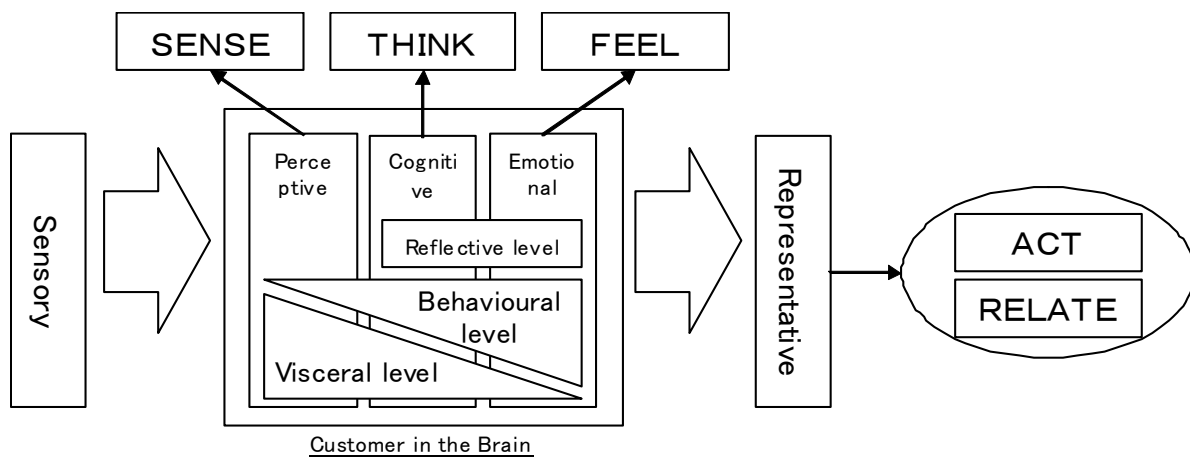 SENSE
THINK
FEEL
Sensory
Perce
ptive
Cogniti
ve
Emotio
nal
Reflective level
Behavioural
level
Visceral level
Customer in the Brain
Representative
ACT
RELATE